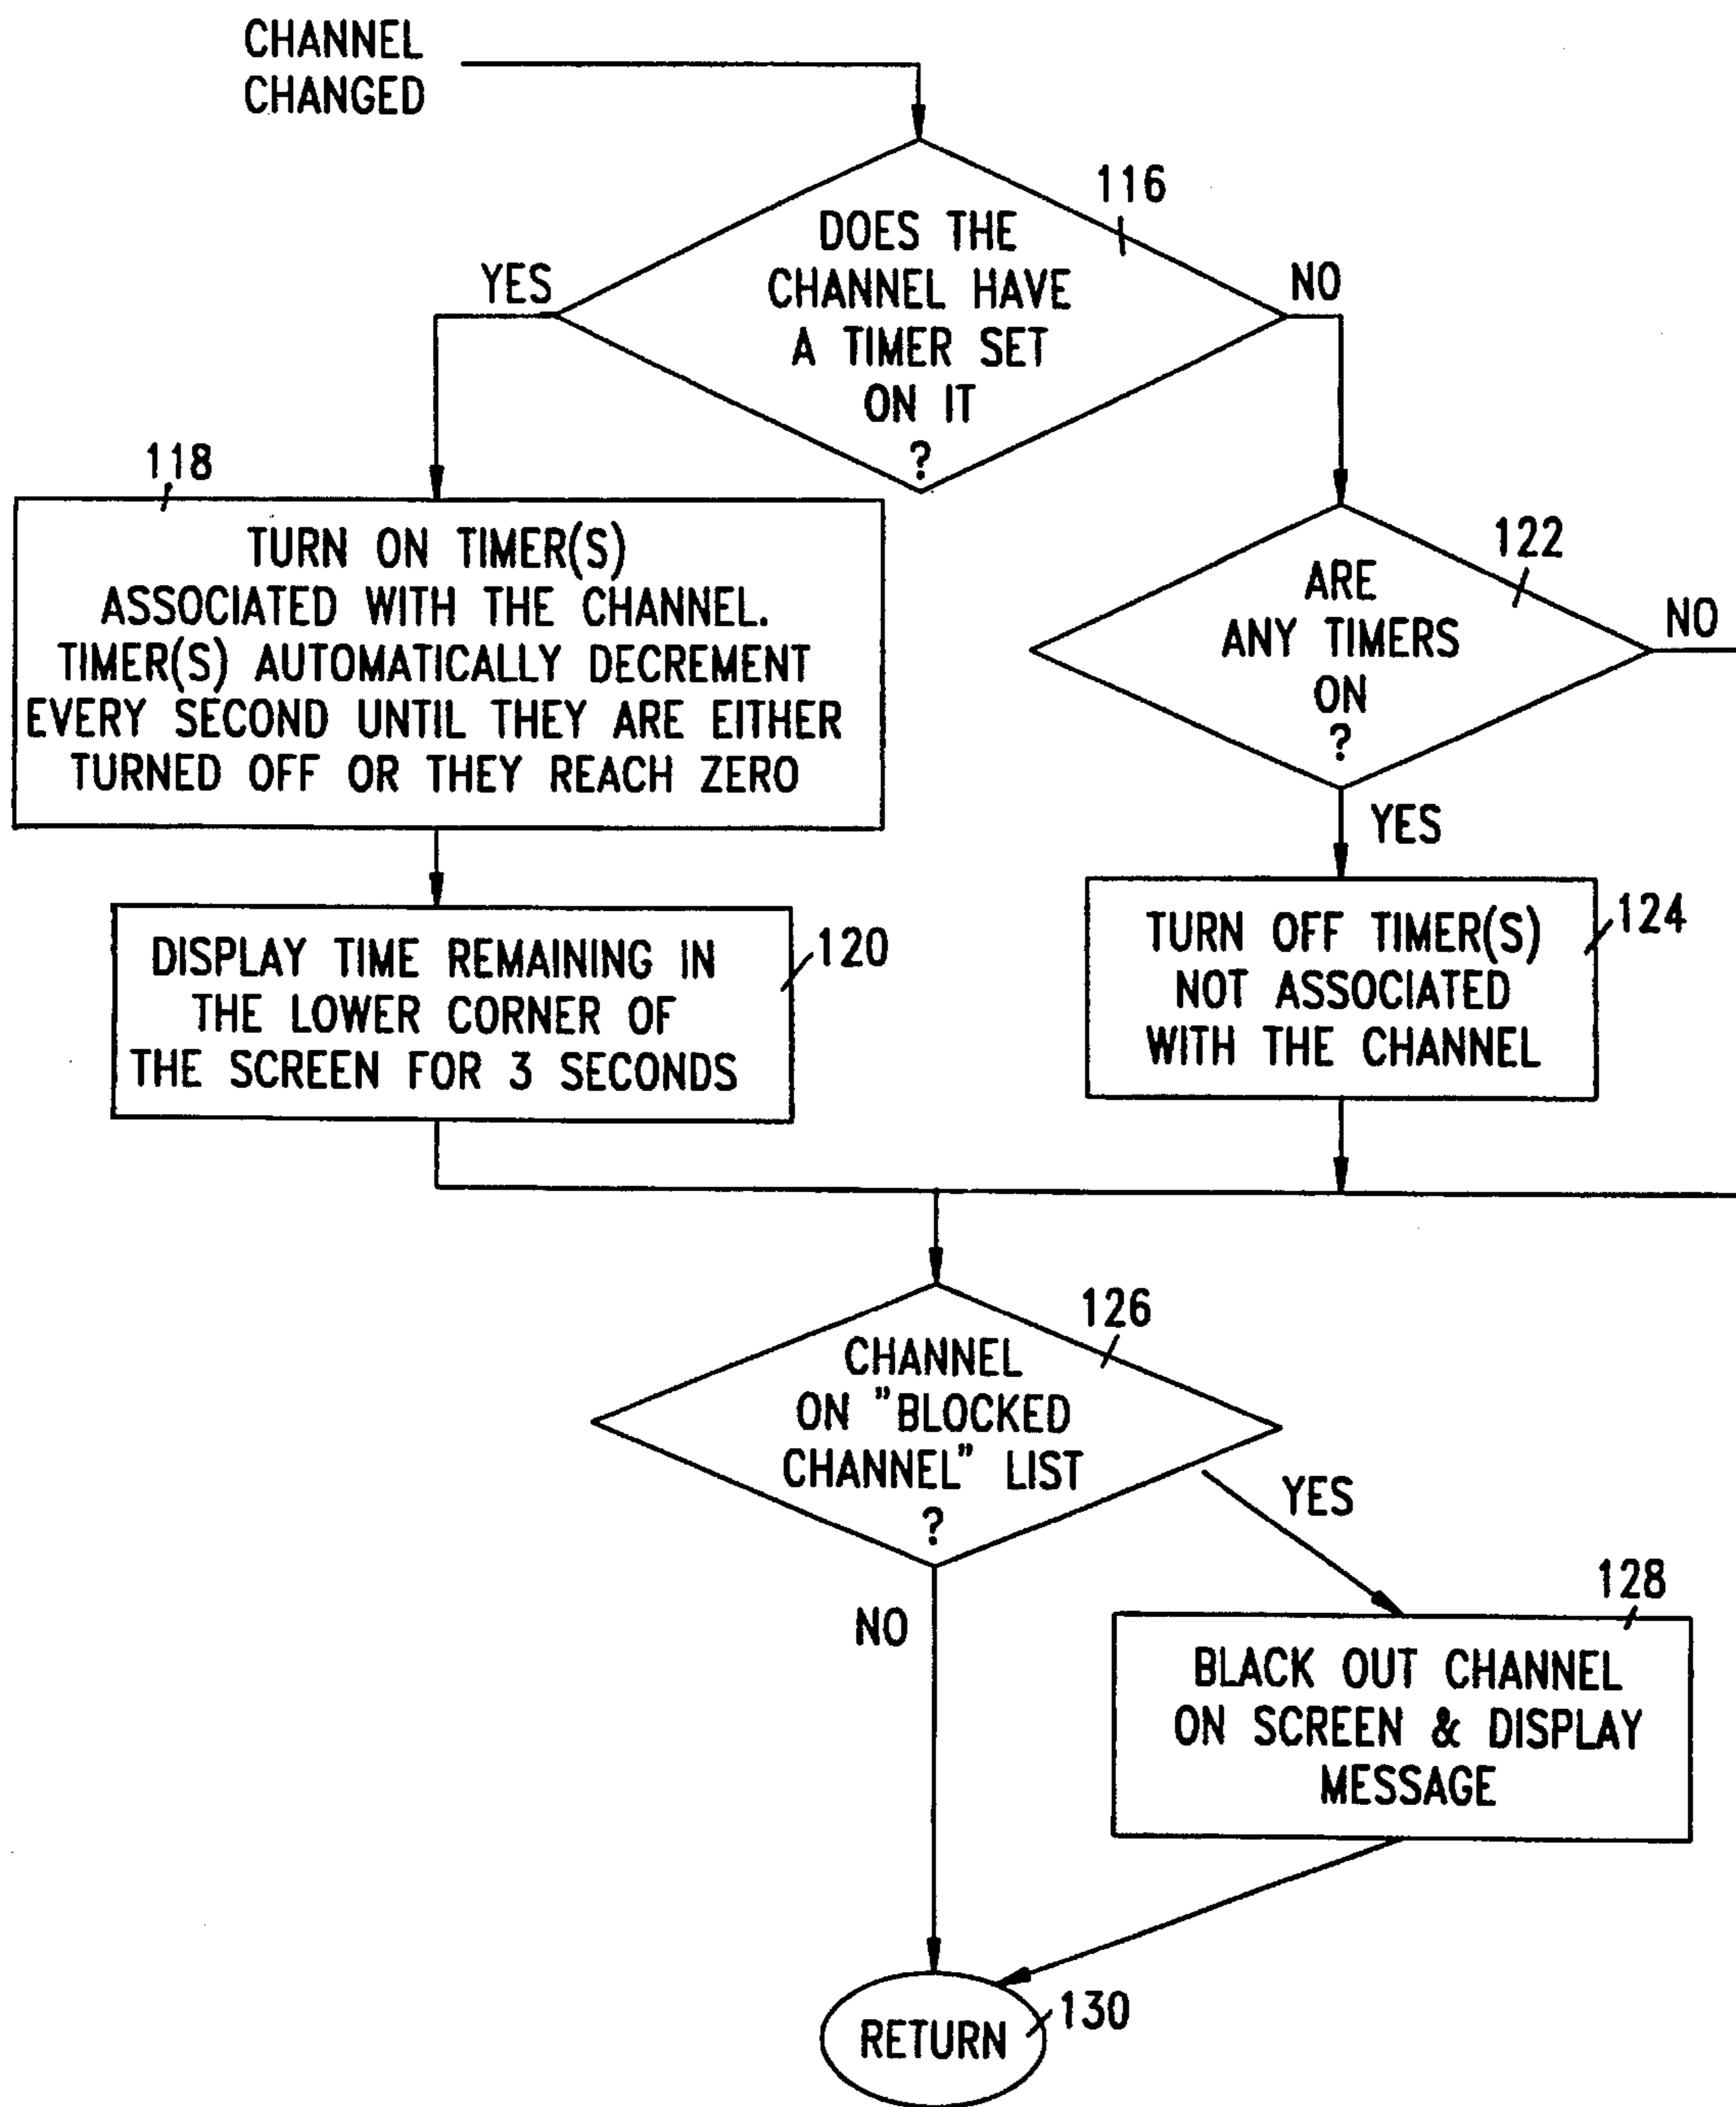 CHANNEL
CHANGED
116
DOES THE
CHANNEL HAVE
A TIMER SET
ON IT
?
YES
NO
118
TURN ON TIMER(S)
ASSOCIATED WITH THE CHANNEL.
TIMER(S) AUTOMATICALLY DECREMENT
EVERY SECOND UNTIL THEY ARE EITHER
TURNED OFF OR THEY REACH ZERO
122
ARE
ANY TIMERS
ON
?
NO
YES
120
DISPLAY TIME REMAINING IN
THE LOWER CORNER OF
THE SCREEN FOR 3 SECONDS
124
TURN OFF TIMER(S)
NOT ASSOCIATED
WITH THE CHANNEL
126
CHANNEL
ON "BLOCKED
CHANNEL" LIST
?
YES
NO
128
BLACK OUT CHANNEL
ON SCREEN & DISPLAY
MESSAGE
RETURN
130